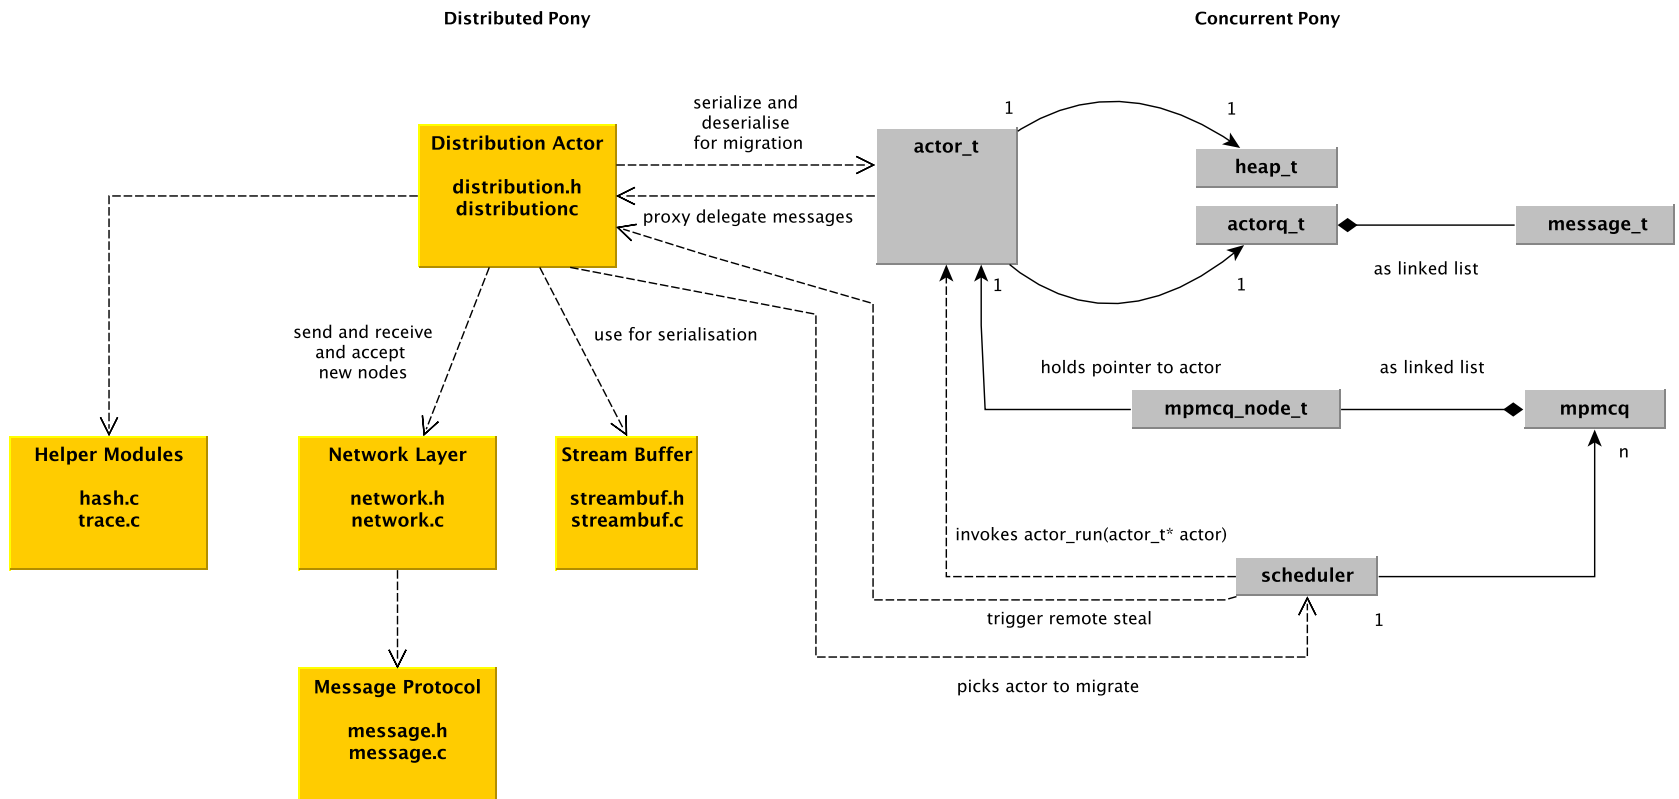 Distributed Pony
Concurrent Pony
serialize and
deserialise
for migration
1
1
Distribution Actor
distribution.h
distributionc
actor_t
heap_t
proxy delegate messages
actorq_t
message_t
as linked list
1
1
send and receive
and accept
new nodes
use for serialisation
holds pointer to actor
as linked list
mpmcq_node_t
mpmcq
n
Helper Modules
hash.c
trace.c
Network Layer
network.h
network.c
Stream Buffer
streambuf.h
streambuf.c
invokes actor_run(actor_t* actor)
scheduler
trigger remote steal
1
picks actor to migrate
Message Protocol
message.h
message.c